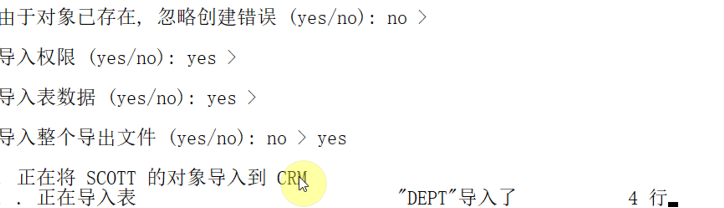 由于对象已存在, 忽略创建错误 (yes/no): no >
导入权限 (yes/no): yes >
导入表数据 (yes/no): yes >
导入整个导出文件 (yes/no): no > yes
. 正在将 SCOTT 的对象导入到 CRM
. . 正在导入表 "DEPT"导入了 4 行